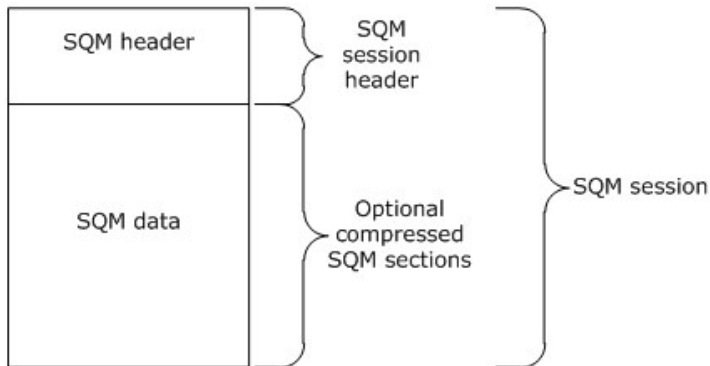 SQM header
SQM
session
header
SQM session
SQM data
Optional
compressed
SQM sections